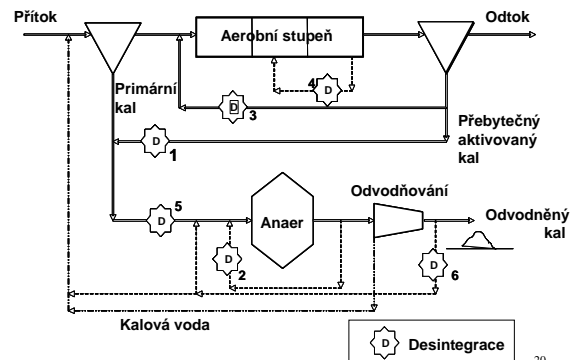 Přítok
Odtok
Aerobní stupeň
4
D
Primární
kal
D
3
Přebytečný
aktivovaný
kal
D
1
Odvodňování
5
D
Anaer
Odvodněný
kal
D
2
D
6
Kalová voda
D
Desintegrace
20